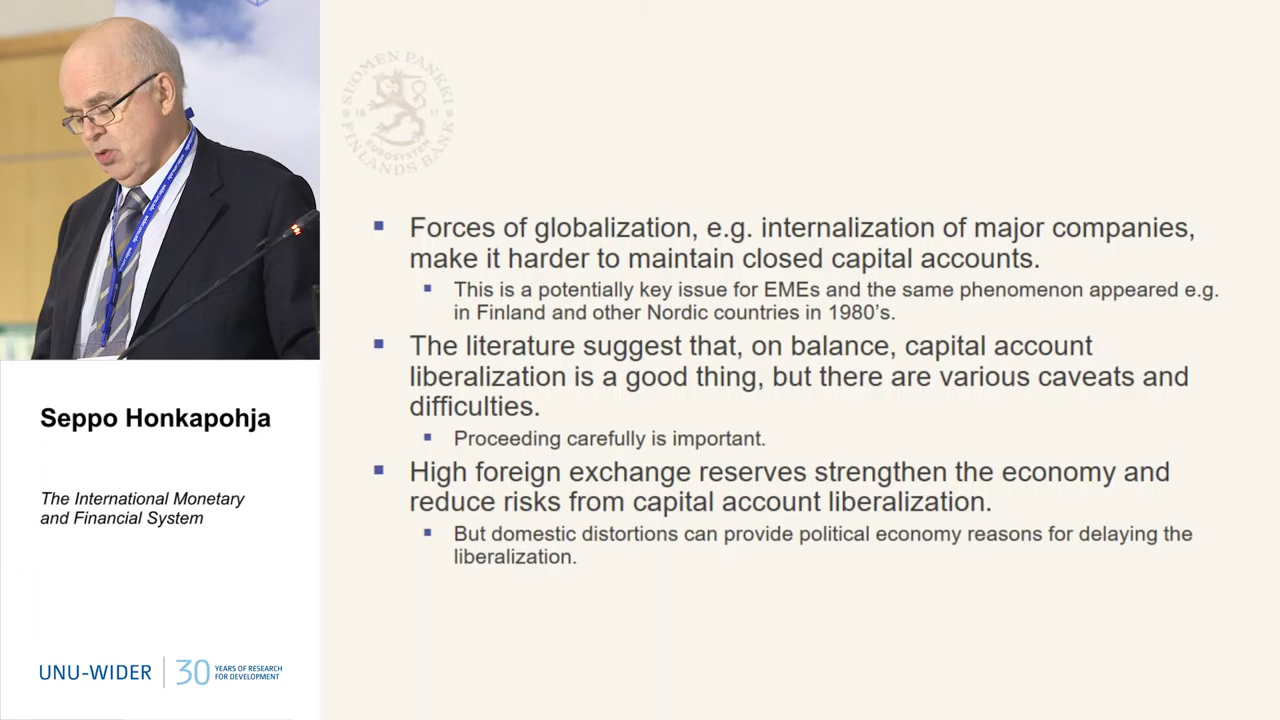 Seppo Honkapohja
The International Monetary
and Financial System
UNU-WIDER
30
YEARS OF RESEARCH
FOR DEVELOPMENT
SUOMEN PANKKI
FINLANDS BANK
EUROSYSTEM
18 11
Forces of globalization, e.g. internalization of major companies,
make it harder to maintain closed capital accounts.
This is a potentially key issue for EMEs and the same phenomenon appeared e.g.
in Finland and other Nordic countries in 1980's.
The literature suggest that, on balance, capital account
liberalization is a good thing, but there are various caveats and
difficulties.
Proceeding carefully is important.
High foreign exchange reserves strengthen the economy and
reduce risks from capital account liberalization.
But domestic distortions can provide political economy reasons for delaying the
liberalization.